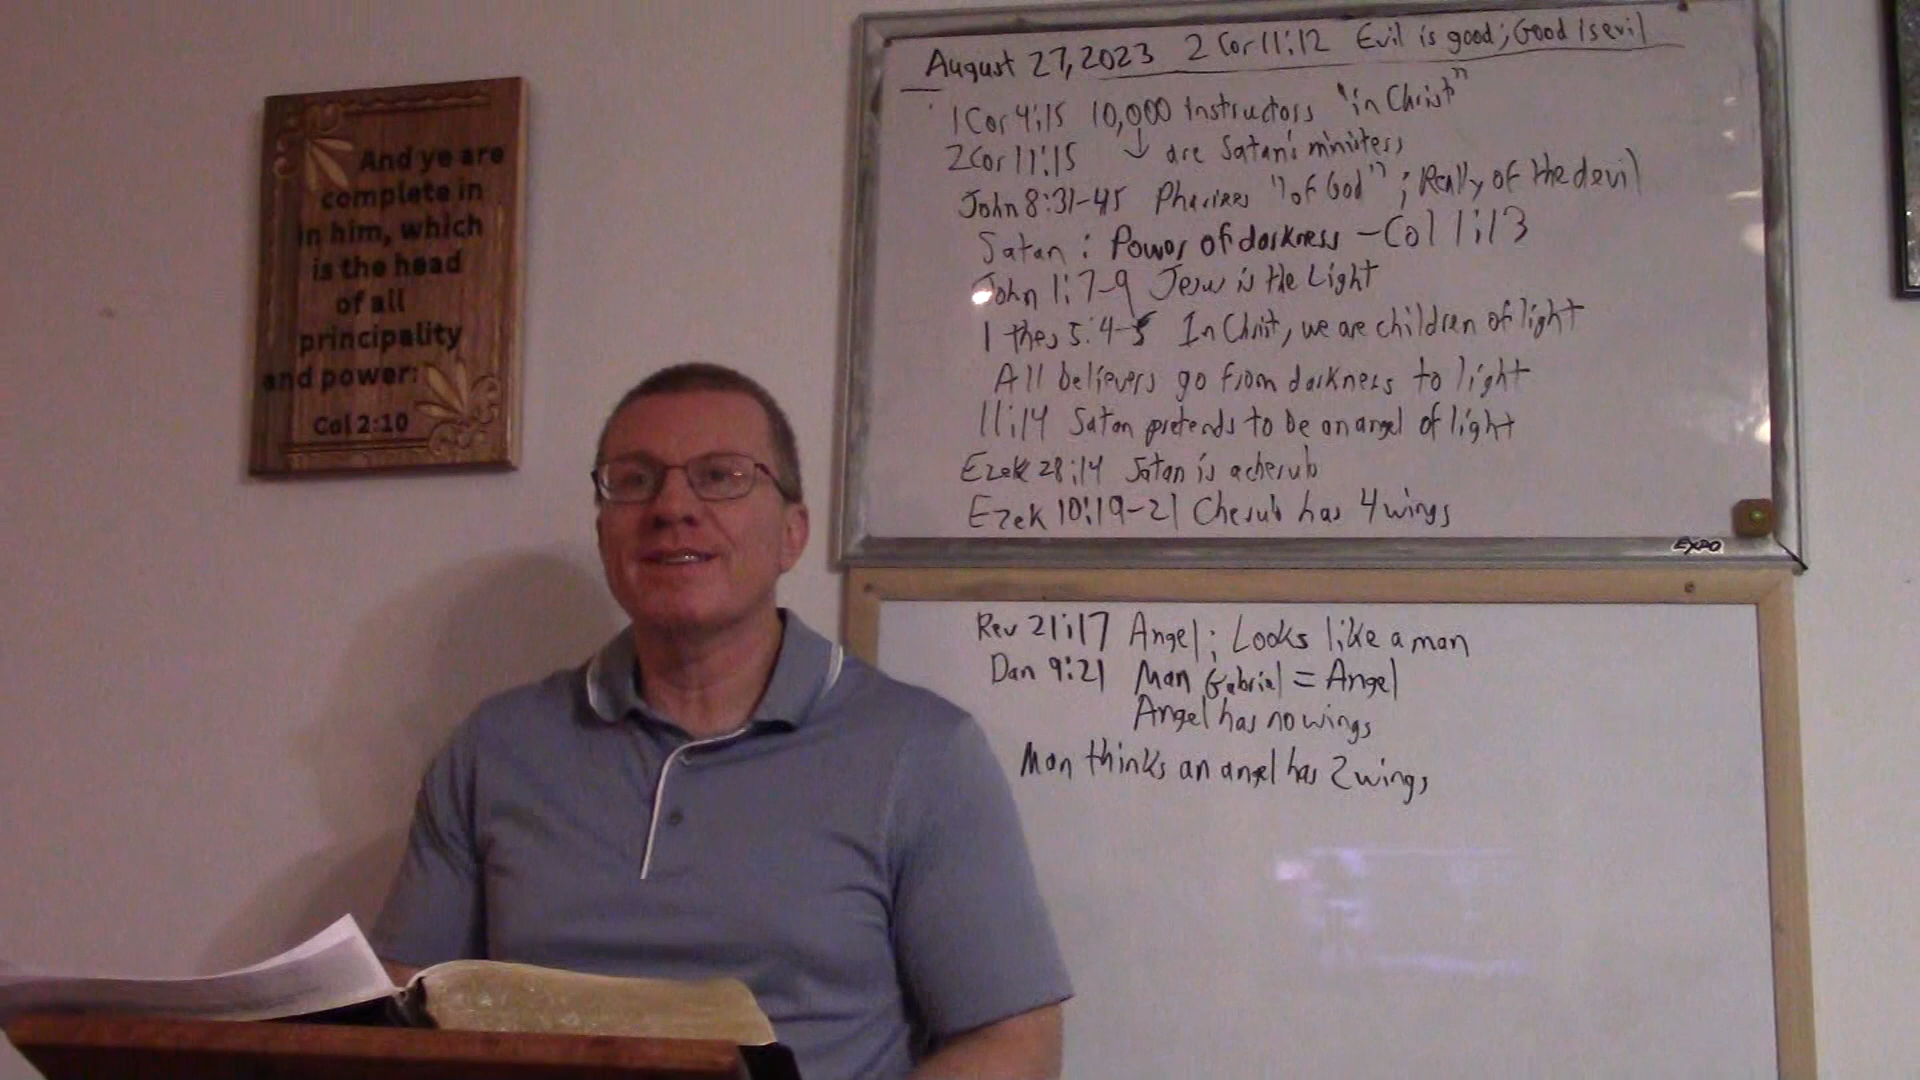 And ye are
complete in
in him, which
is the head
of all
principality
and power:
Col 2:10
August 27, 2023 2 Cor 11:12 Evil is good; Good is evil
1 Cor 4:15 10,000 instructors "in Christ"
2 Cor 11:15 ↓ are Satan's ministers
John 8:31-45 Pharisees "of God"; Really of the devil
Satan: Power of darkness - Col 1:13
John 1:7-9 Jesus is the Light
1 Thes 5:4-5 In Christ, we are children of light
All believers go from darkness to light
11:14 Satan pretends to be an angel of light
Ezek 28:14 Satan is a cherub
Ezek 10:19-21 Cherub has 4 wings
EXPO
Rev 21:17 Angel; Looks like a man
Dan 9:21 Man Gabriel = Angel
Angel has no wings
Man thinks an angel has 2 wings